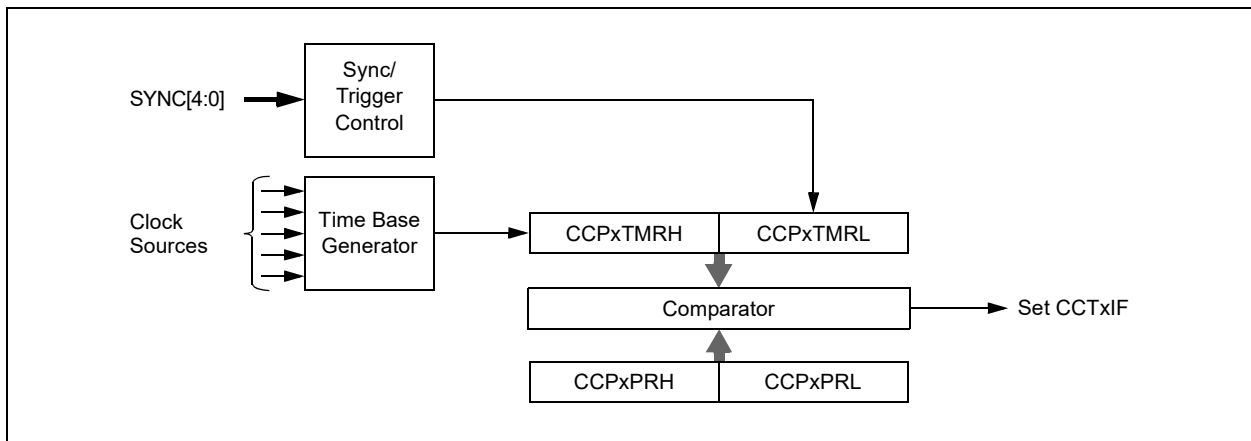 Sync/
Trigger
Control
SYNC[4:0]
Clock
Sources
Time Base
Generator
CCPxTMRH
CCPxTMRL
Comparator
Set CCTxIF
CCPxPRH
CCPxPRL